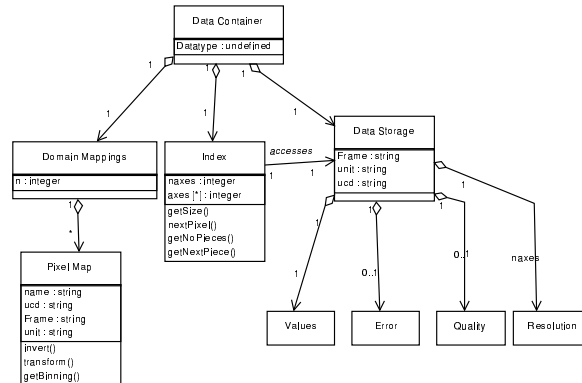 Data Container
Datatype : undefined
1
1
1
1
1
1
Domain Mappings
n : integer
Index
naxes : integer
axes [*] : integer
getSize()
nextPixel()
getNoPieces()
getNextPiece()
accesses
1
1
Data Storage
Frame : string
unit : string
ucd : string
1
*
Pixel Map
name : string
ucd : string
Frame : string
unit : string
invert()
transform()
getBinning()
1
1
1
1
1
0..1
0..1
naxes
Values
Error
Quality
Resolution